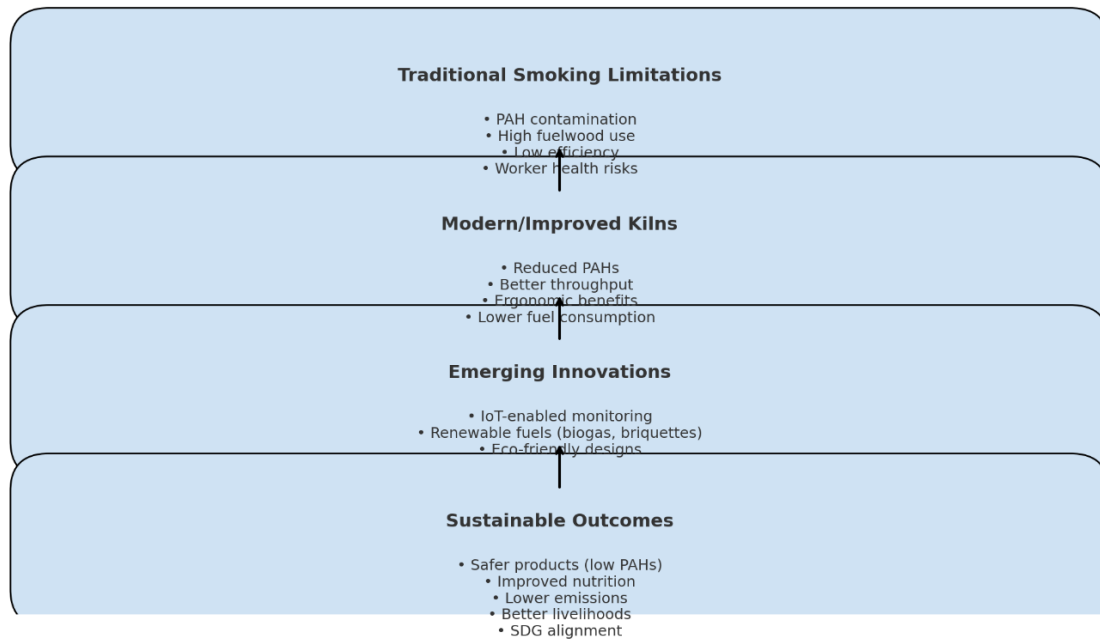 Traditional Smoking Limitations
• PAH contamination
• High fuelwood use
• Low efficiency
• Worker health risks
Modern/Improved Kilns
• Reduced PAHs
• Better throughput
• Ergonomic benefits
• Lower fuel consumption
Emerging Innovations
• IoT-enabled monitoring
• Renewable fuels (biogas, briquettes)
• Eco-friendly designs
Sustainable Outcomes
• Safer products (low PAHs)
• Improved nutrition
• Lower emissions
• Better livelihoods
• SDG alignment